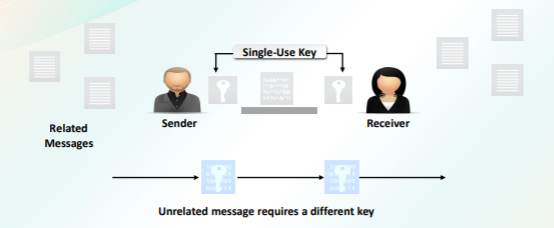 Single-Use Key
Sender
Receiver
Related
Messages
Unrelated message requires a different key